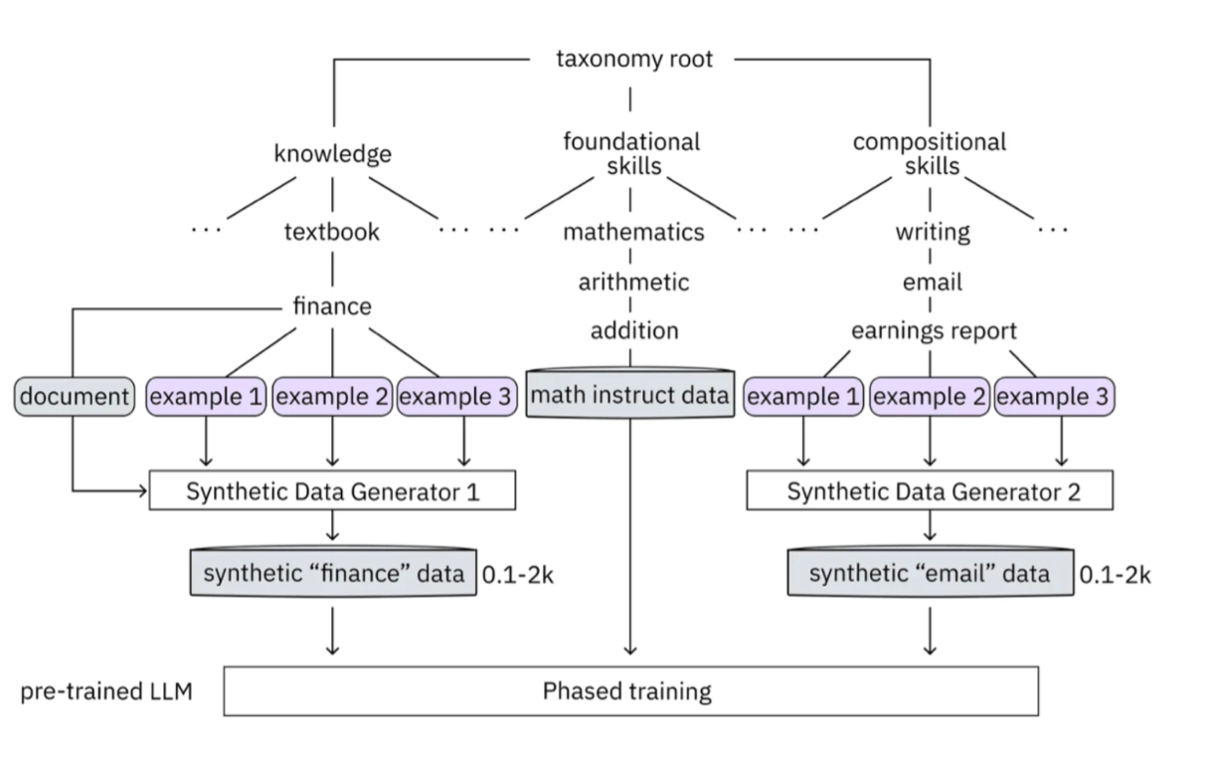 taxonomy root
knowledge
foundational
skills
compositional
skills
... textbook ...
... mathematics ...
... writing ...
arithmetic
email
finance
addition
earnings report
document
example 1
example 2
example 3
math instruct data
example 1
example 2
example 3
Synthetic Data Generator 1
Synthetic Data Generator 2
synthetic “finance” data
0.1-2k
synthetic “email” data
0.1-2k
pre-trained LLM
Phased training